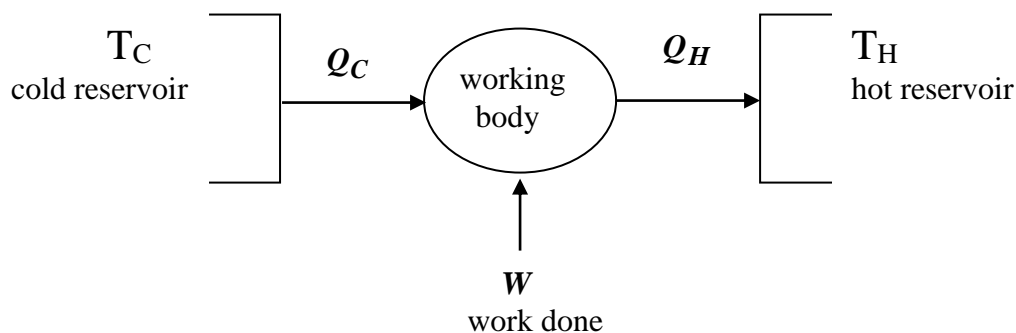 T_C
cold reservoir
Q_C
working
body
Q_H
T_H
hot reservoir
W
work done